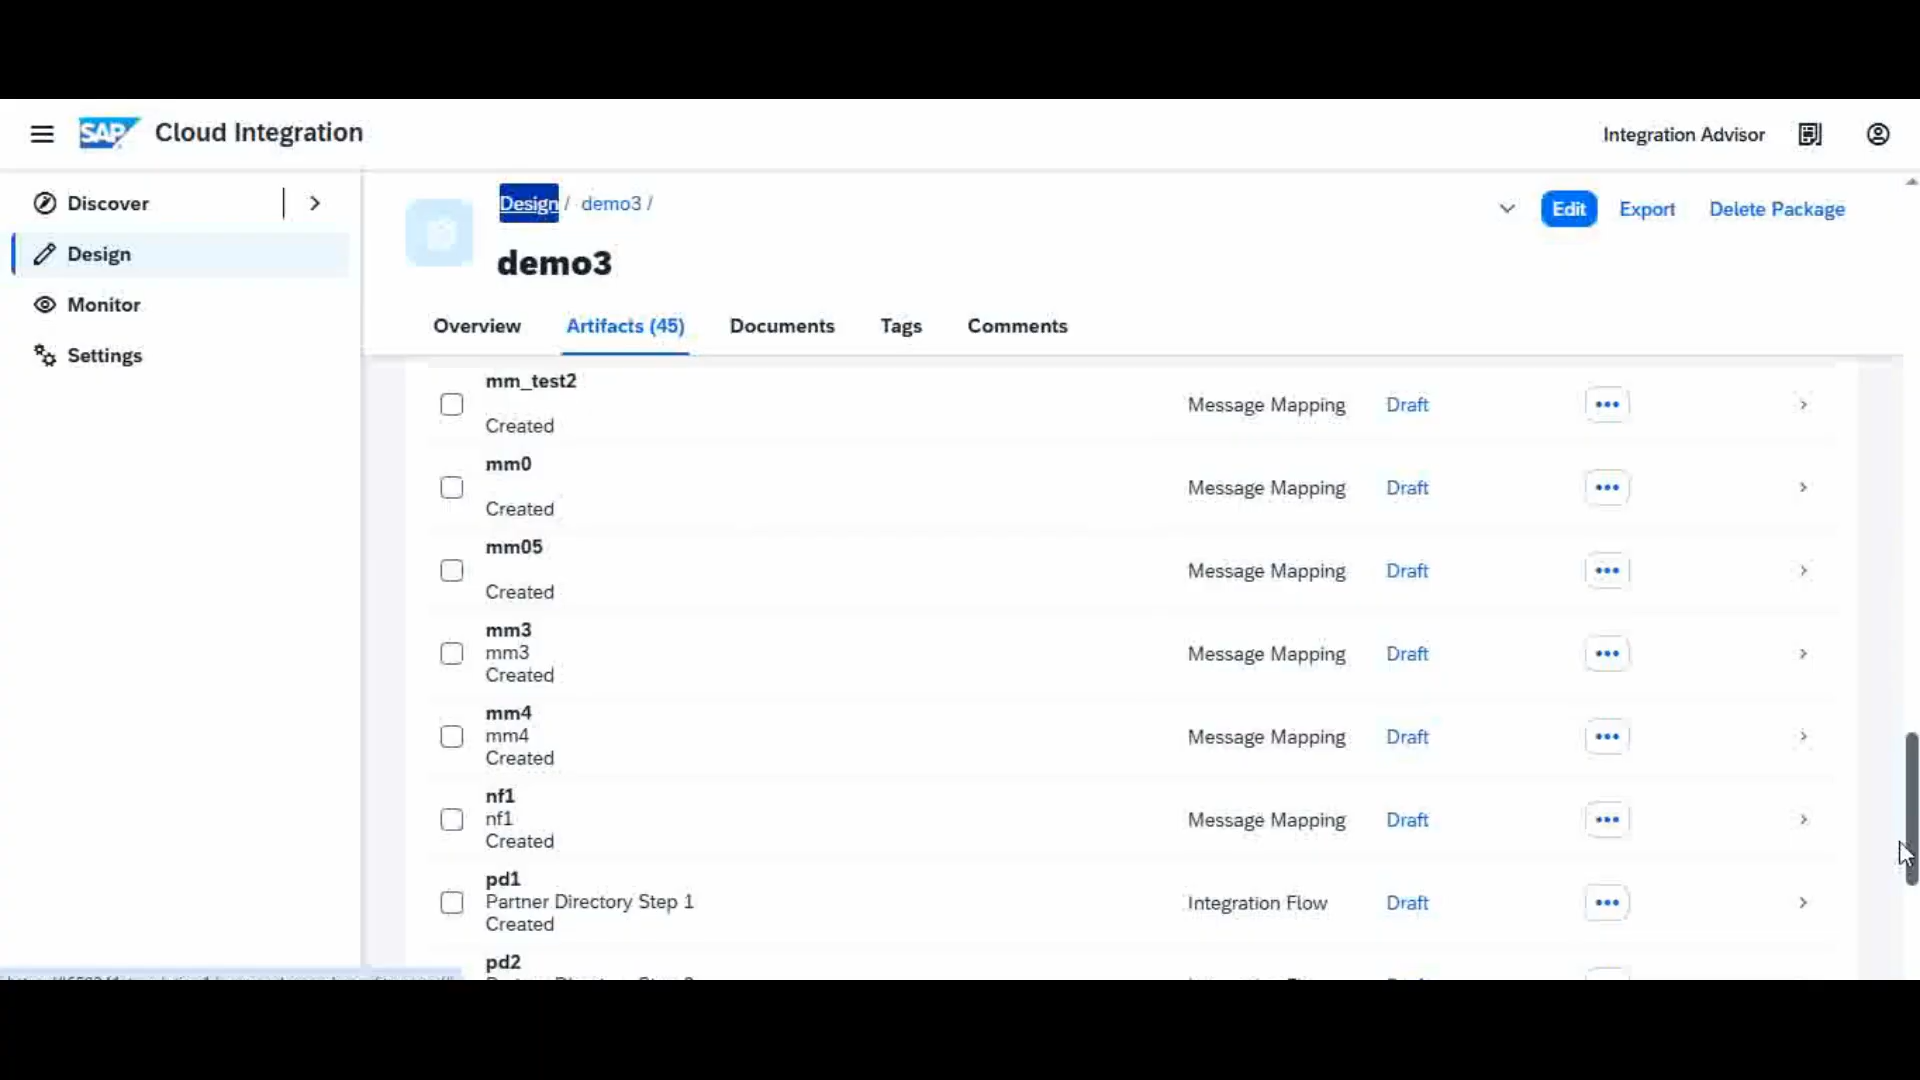 SAP Cloud Integration
Integration Advisor
Discover
Design
Monitor
Settings
Design / demo3 /
Edit
Export
Delete Package
demo3
Overview
Artifacts (45)
Documents
Tags
Comments
mm_test2
Created
Message Mapping
Draft
mm0
Created
Message Mapping
Draft
mm05
Created
Message Mapping
Draft
mm3
mm3
Created
Message Mapping
Draft
mm4
mm4
Created
Message Mapping
Draft
nf1
nf1
Created
Message Mapping
Draft
pd1
Partner Directory Step 1
Created
Integration Flow
Draft
pd2